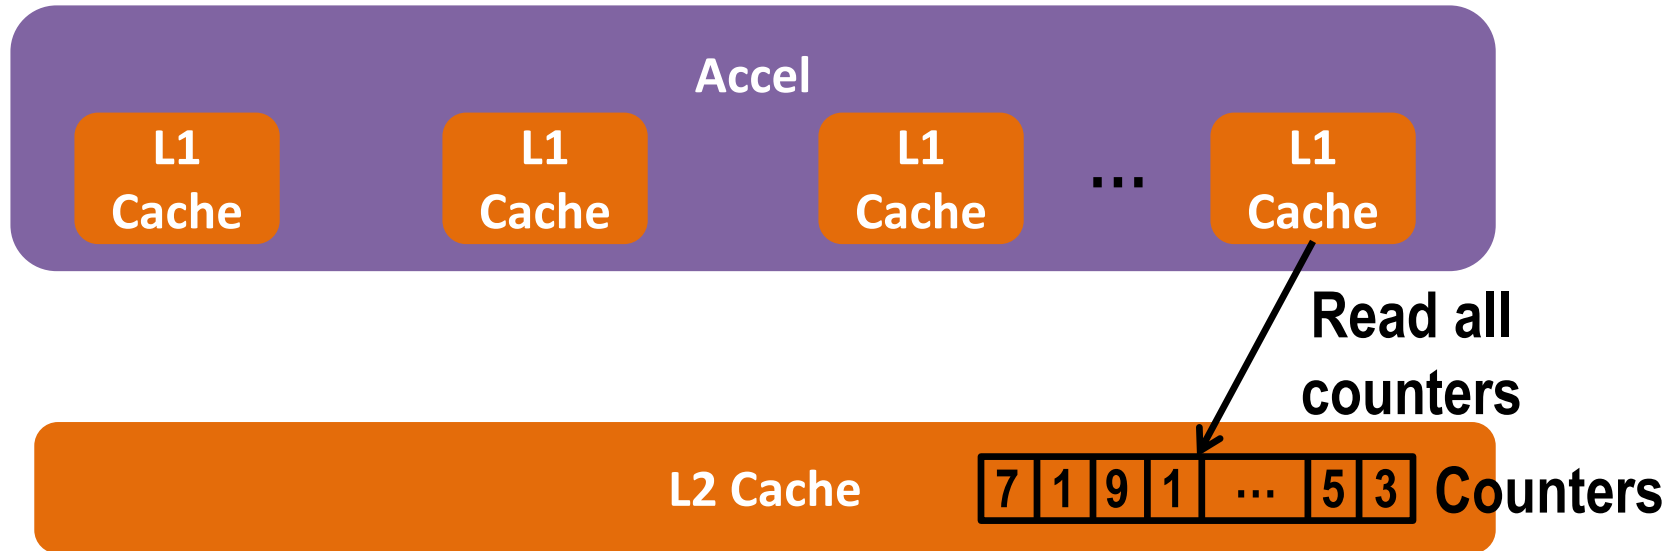 Accel
L1
Cache
L1
Cache
L1
Cache
...
L1
Cache
Read all
counters
L2 Cache
7 1 9 1 ... 5 3
Counters